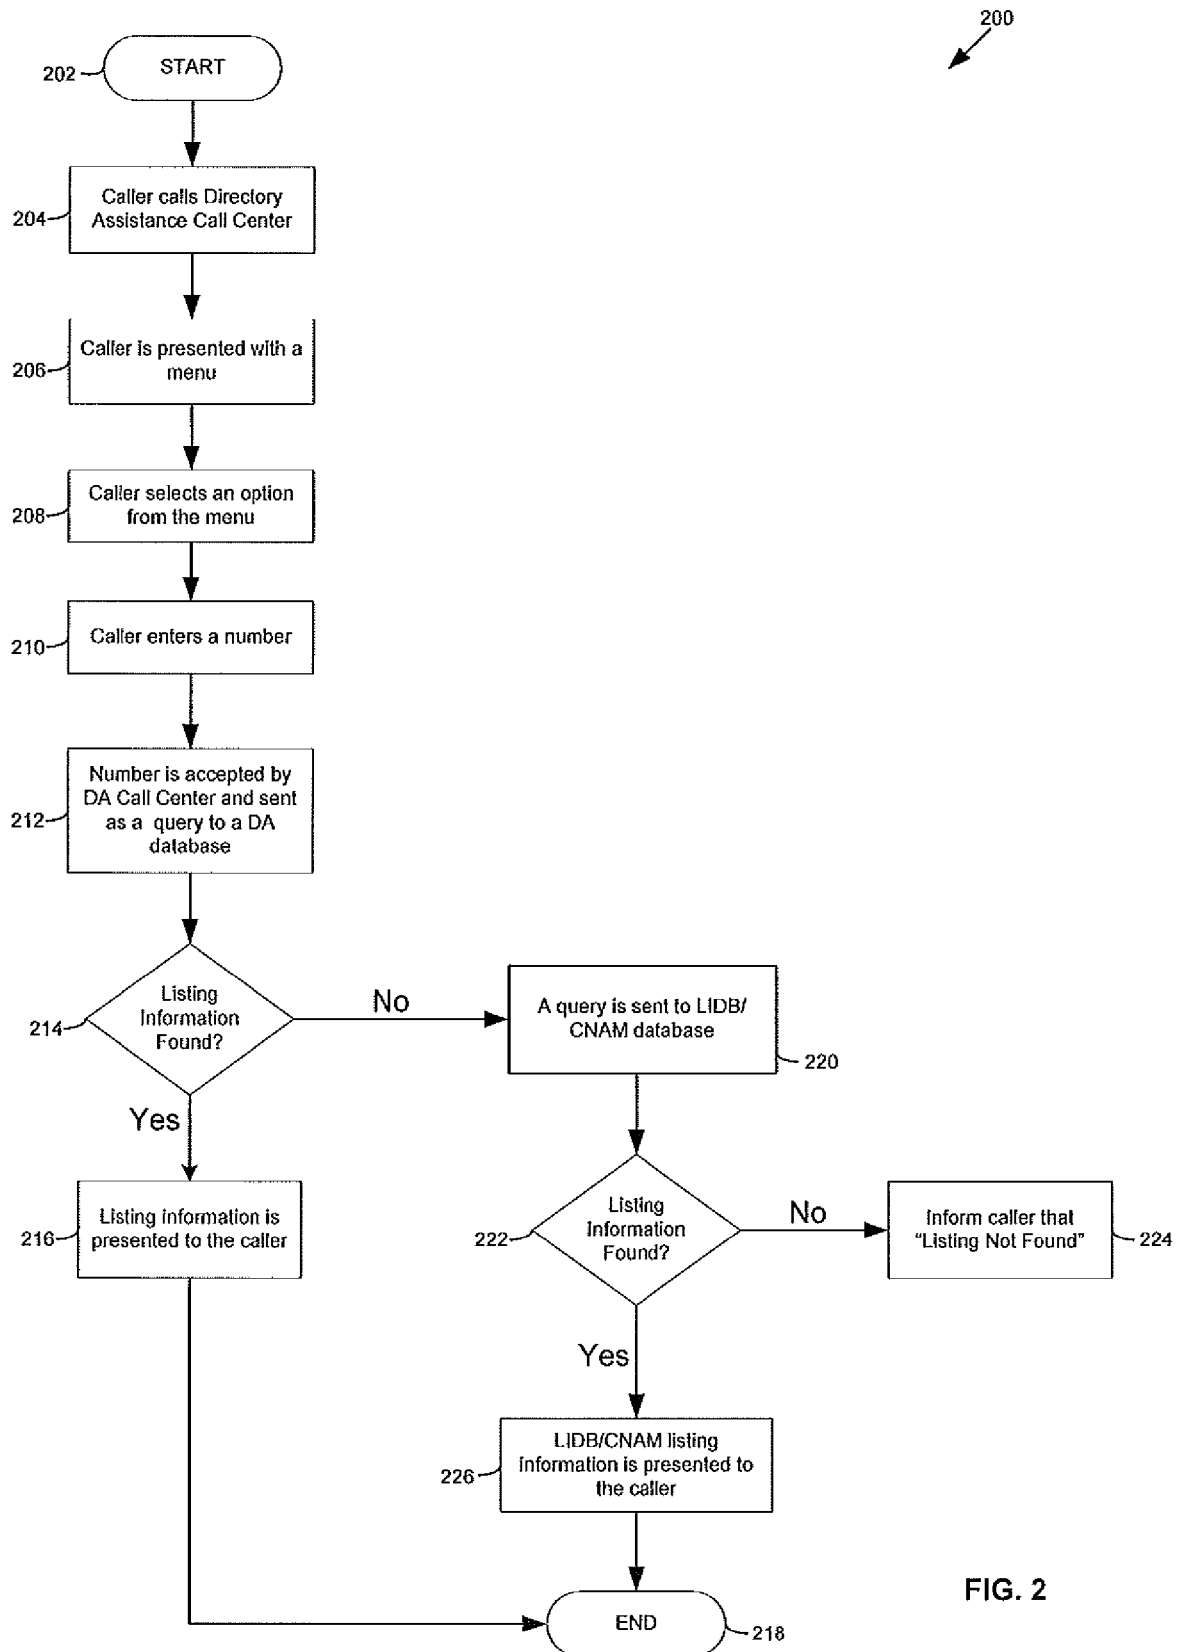 200
202
START
204
Caller calls Directory
Assistance Call Center
206
Caller is presented with a
menu
208
Caller selects an option
from the menu
210
Caller enters a number
212
Number is accepted by
DA Call Center and sent
as a query to a DA
database
214
Listing
Information
Found?
No
A query is sent to LIDB/
CNAM database
220
Yes
216
Listing information is
presented to the caller
222
Listing
Information
Found?
No
Inform caller that
"Listing Not Found"
224
Yes
226
LIDB/CNAM listing
information is presented to
the caller
END
218
FIG. 2